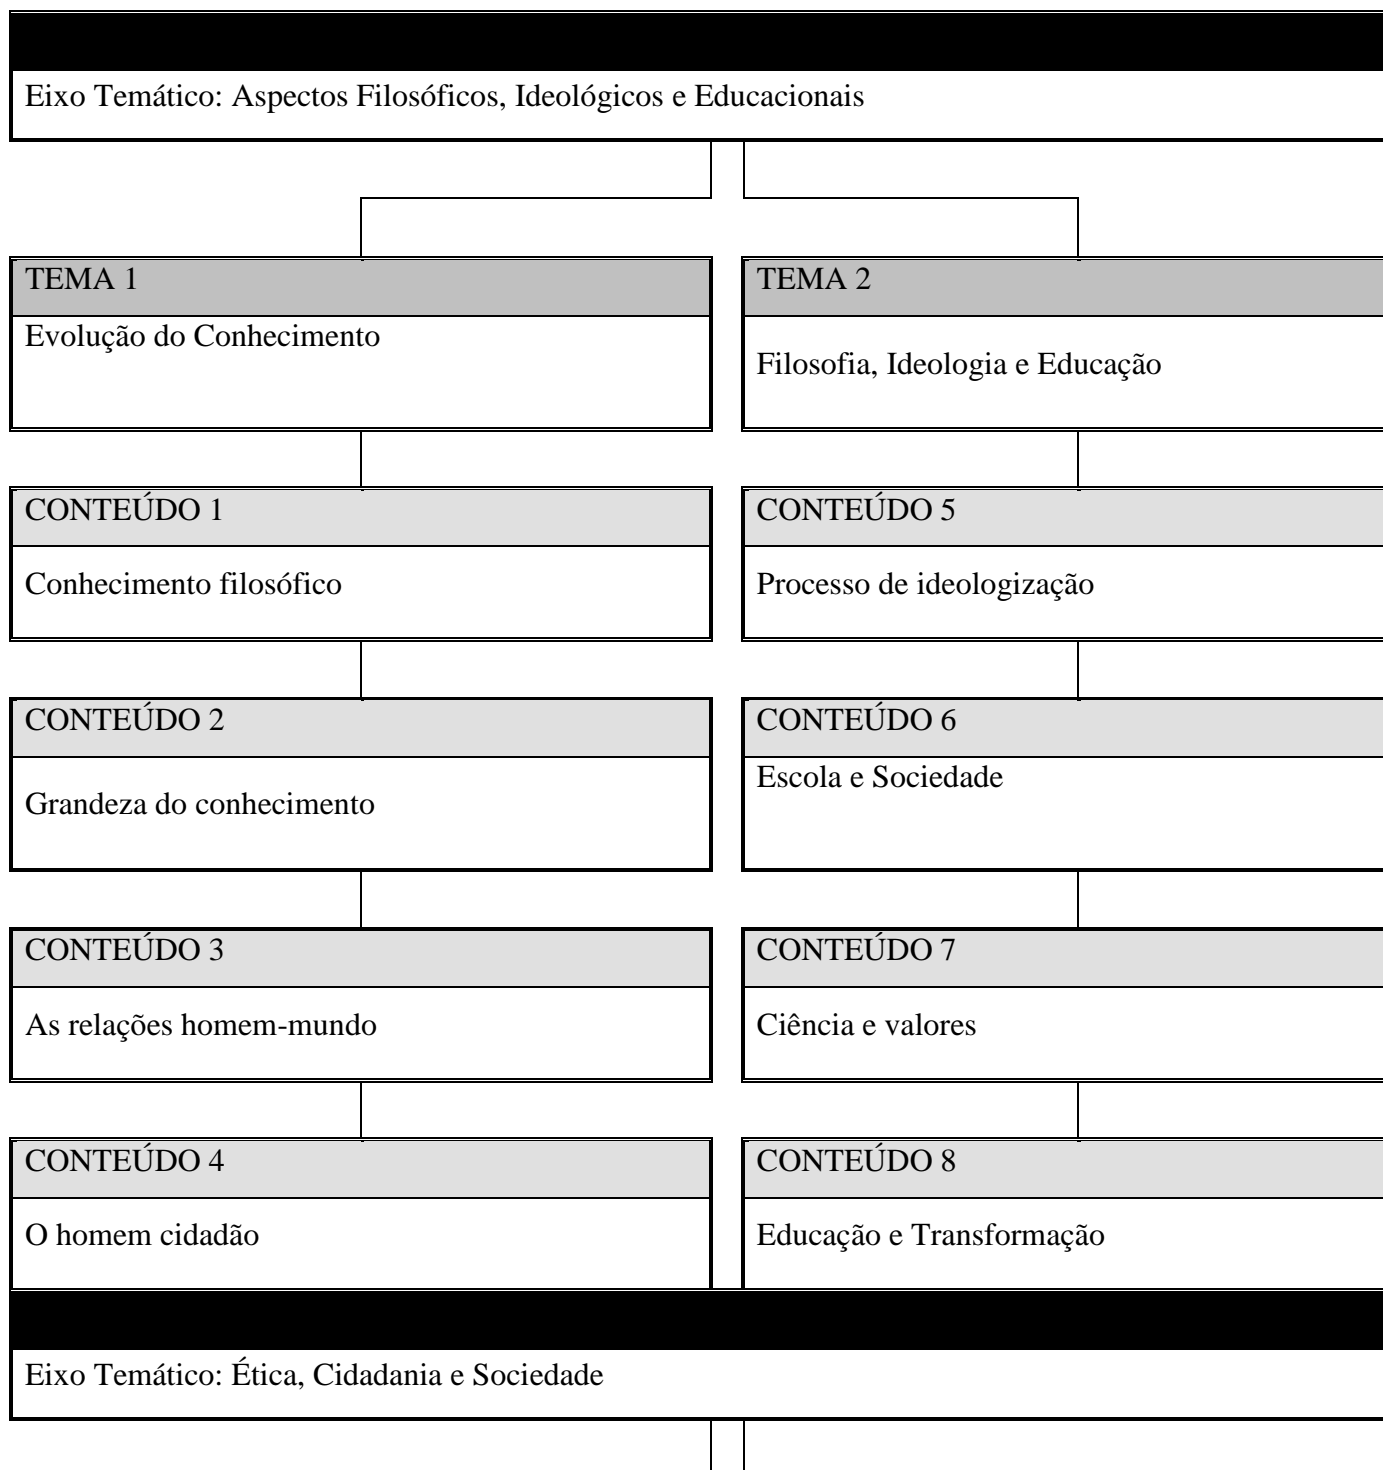 Eixo Temático: Aspectos Filosóficos, Ideológicos e Educacionais
TEMA 1
Evolução do Conhecimento
TEMA 2
Filosofia, Ideologia e Educação
CONTEÚDO 1
Conhecimento filosófico
CONTEÚDO 5
Processo de ideologização
CONTEÚDO 2
Grandeza do conhecimento
CONTEÚDO 6
Escola e Sociedade
CONTEÚDO 3
As relações homem-mundo
CONTEÚDO 7
Ciência e valores
CONTEÚDO 4
O homem cidadão
CONTEÚDO 8
Educação e Transformação
Eixo Temático: Ética, Cidadania e Sociedade